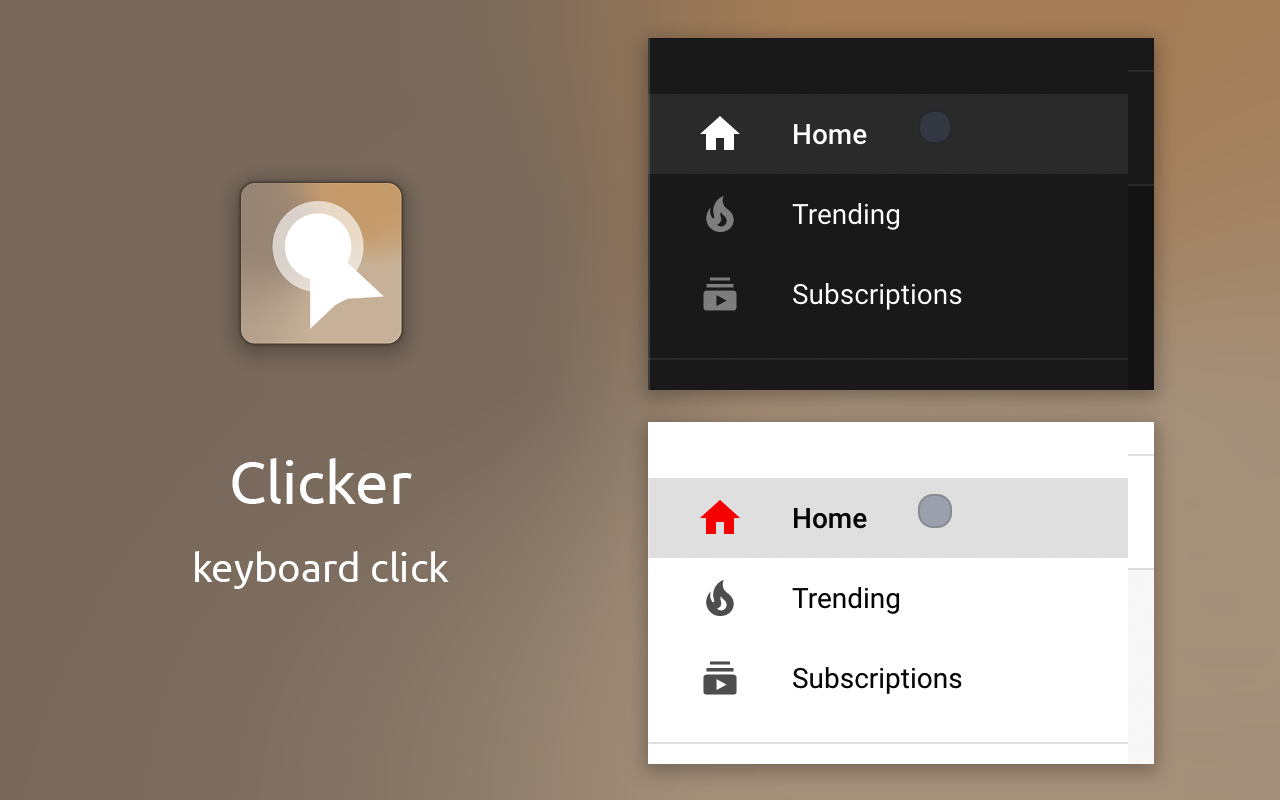 Clicker
keyboard click
Home
Trending
Subscriptions
Home
Trending
Subscriptions